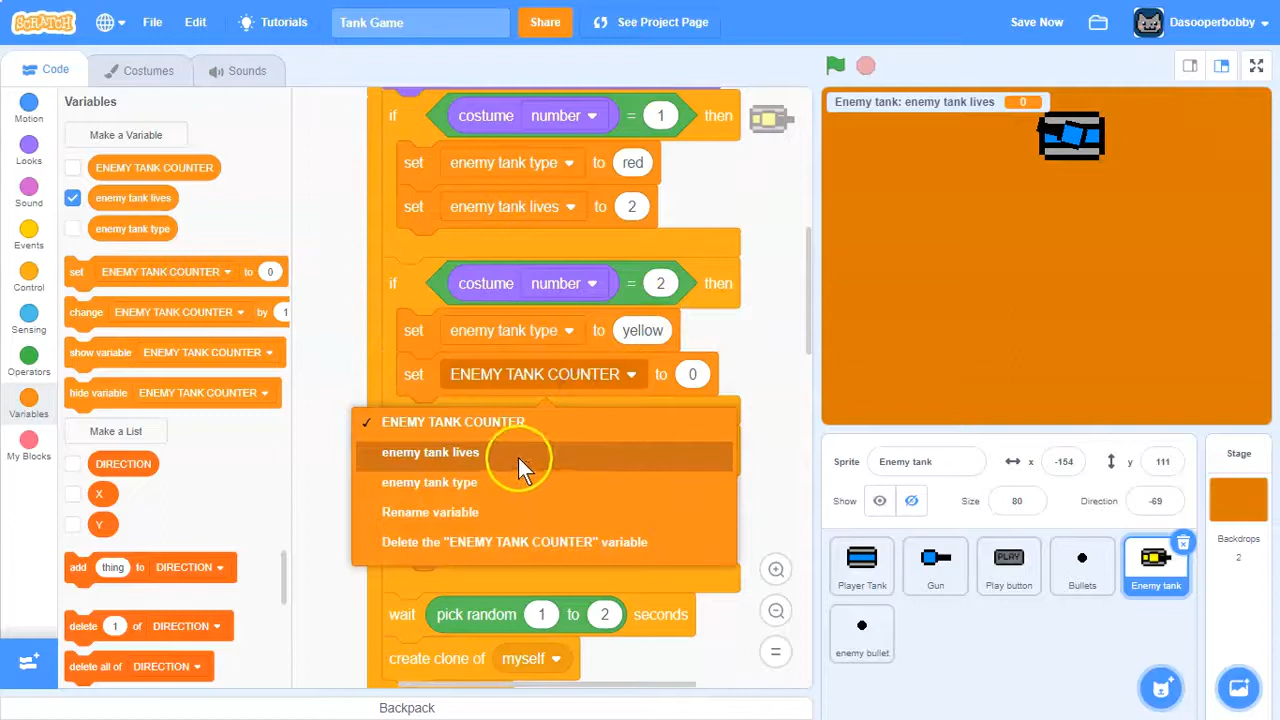 SCRATCH
File
Edit
Tutorials
Tank Game
Share
See Project Page
Save Now
Dasooperbobby
Code
Costumes
Sounds
Motion
Looks
Sound
Events
Control
Sensing
Operators
Variables
My Blocks
Variables
Make a Variable
ENEMY TANK COUNTER
enemy tank lives
enemy tank type
set ENEMY TANK COUNTER to 0
change ENEMY TANK COUNTER by 1
show variable ENEMY TANK COUNTER
hide variable ENEMY TANK COUNTER
Make a List
DIRECTION
X
Y
add thing to DIRECTION
delete 1 of DIRECTION
delete all of DIRECTION
if costume number = 1 then
set enemy tank type to red
set enemy tank lives to 2
if costume number = 2 then
set enemy tank type to yellow
set ENEMY TANK COUNTER to 0
✓ ENEMY TANK COUNTER
enemy tank lives
enemy tank type
Rename variable
Delete the "ENEMY TANK COUNTER" variable
wait pick random 1 to 2 seconds
create clone of myself
Backpack
Enemy tank: enemy tank lives 0
Sprite Enemy tank x -154 y 111
Show Size 80 Direction -69
Player Tank
Gun
PLAY
Play button
Bullets
Enemy tank
enemy bullet
Stage
Backdrops
2